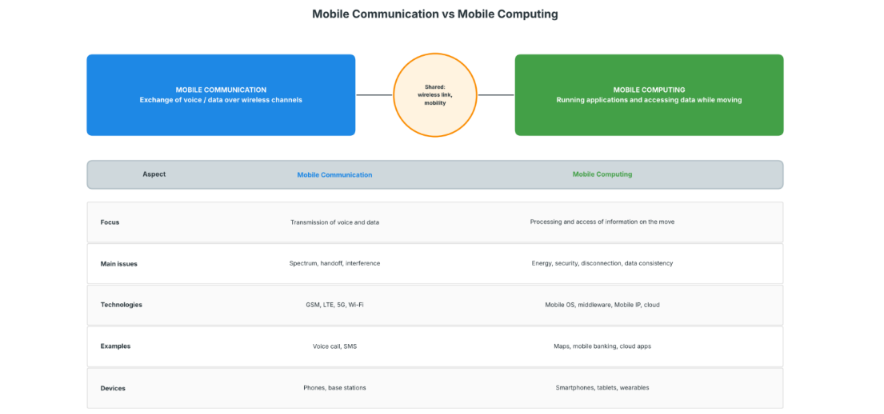 Mobile Communication vs Mobile Computing
MOBILE COMMUNICATION
Exchange of voice / data over wireless channels
Shared:
wireless link,
mobility
MOBILE COMPUTING
Running applications and accessing data while moving
Aspect Mobile Communication Mobile Computing
Focus Transmission of voice and data Processing and access of information on the move
Main issues Spectrum, handoff, interference Energy, security, disconnection, data consistency
Technologies GSM, LTE, 5G, Wi-Fi Mobile OS, middleware, Mobile IP, cloud
Examples Voice call, SMS Maps, mobile banking, cloud apps
Devices Phones, base stations Smartphones, tablets, wearables